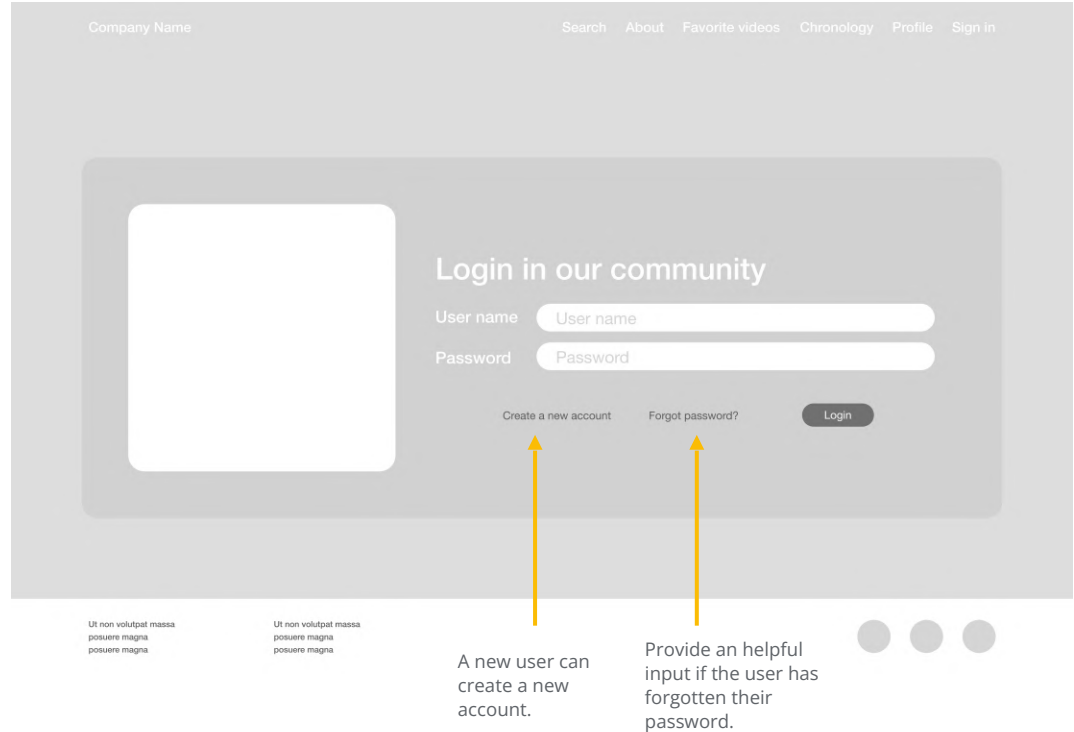 Company Name
Search About Favorite videos Chronology Profile Sign in
Login in our community
User name User name
Password Password
Create a new account Forgot password? Login
Ut non volutpat massa
posuere magna
posuere magna
Ut non volutpat massa
posuere magna
posuere magna
A new user can
create a new
account.
Provide an helpful
input if the user has
forgotten their
password.